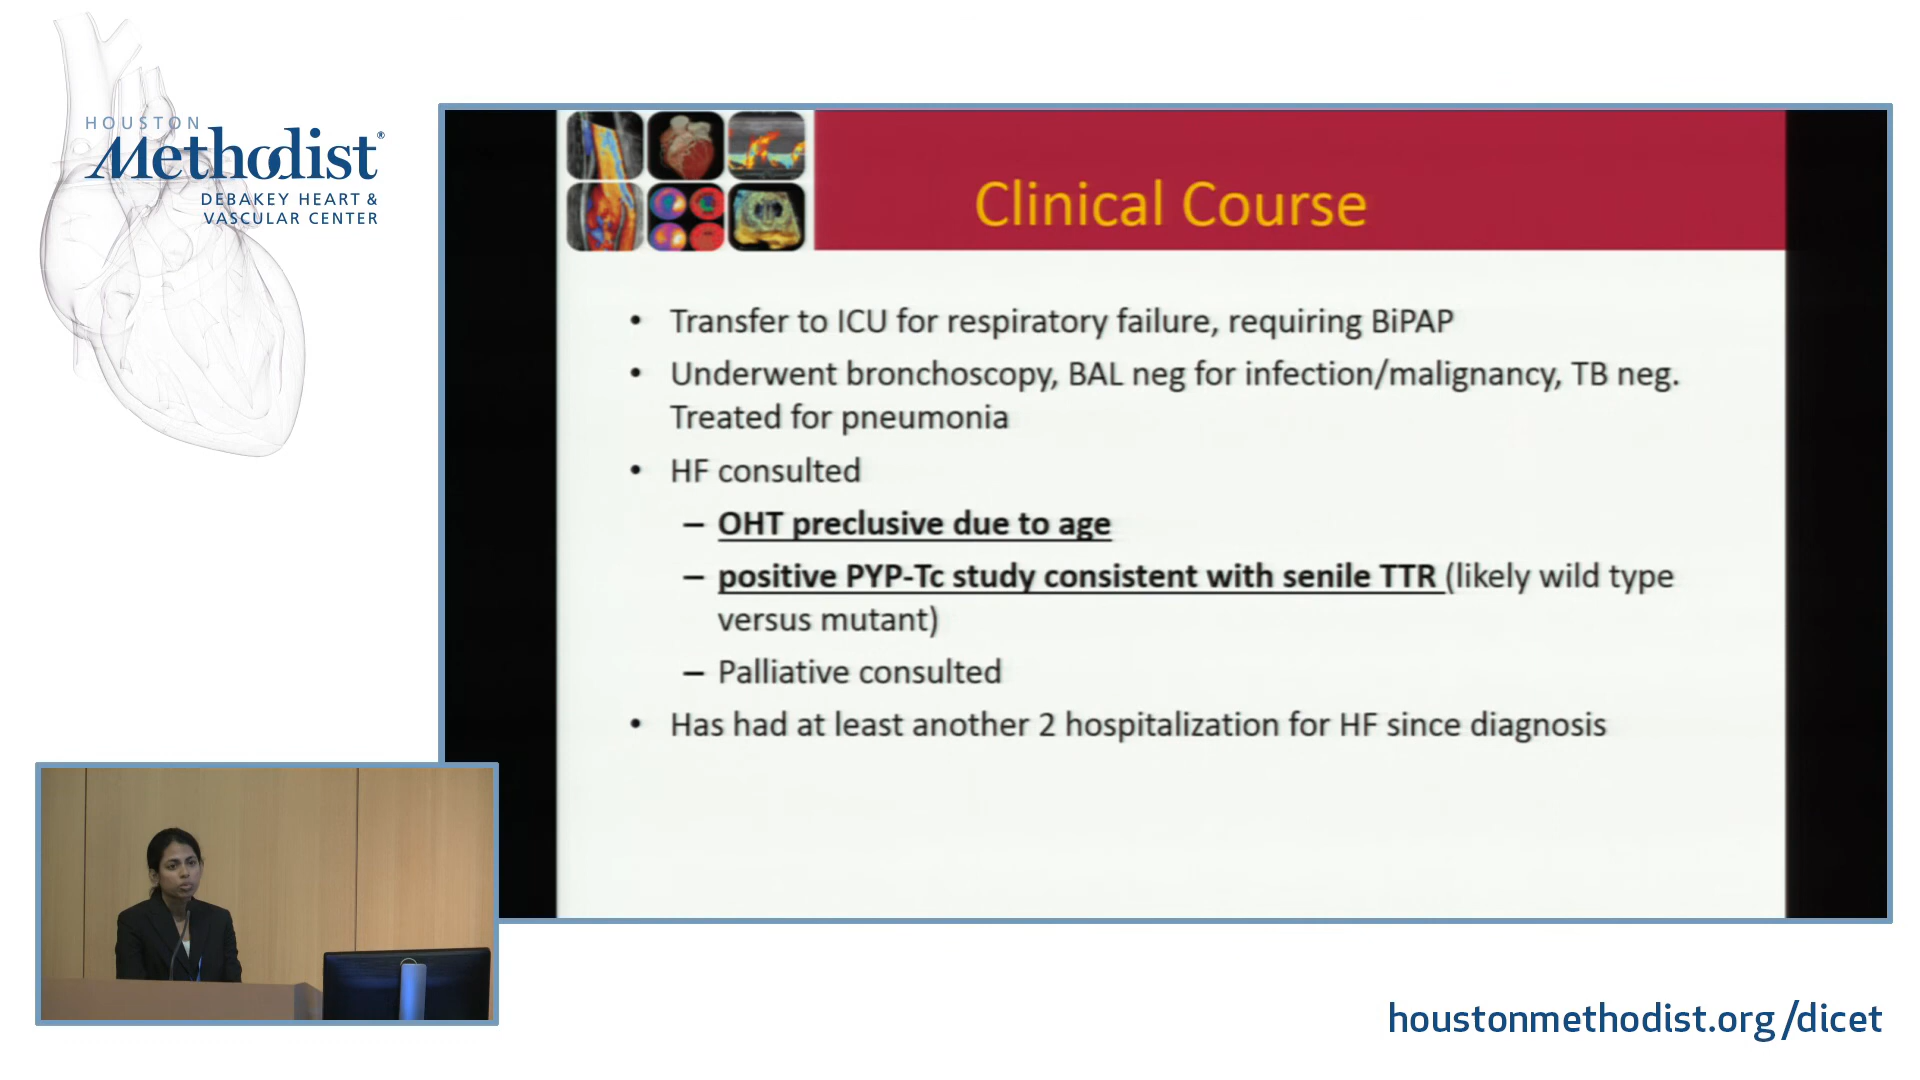 HOUSTON
Methodist®
DEBAKEY HEART &
VASCULAR CENTER
Clinical Course
• Transfer to ICU for respiratory failure, requiring BiPAP
• Underwent bronchoscopy, BAL neg for infection/malignancy, TB neg.
Treated for pneumonia
• HF consulted
– OHT preclusive due to age
– positive PYP-Tc study consistent with senile TTR (likely wild type
versus mutant)
– Palliative consulted
• Has had at least another 2 hospitalization for HF since diagnosis
houstonmethodist.org/dicet